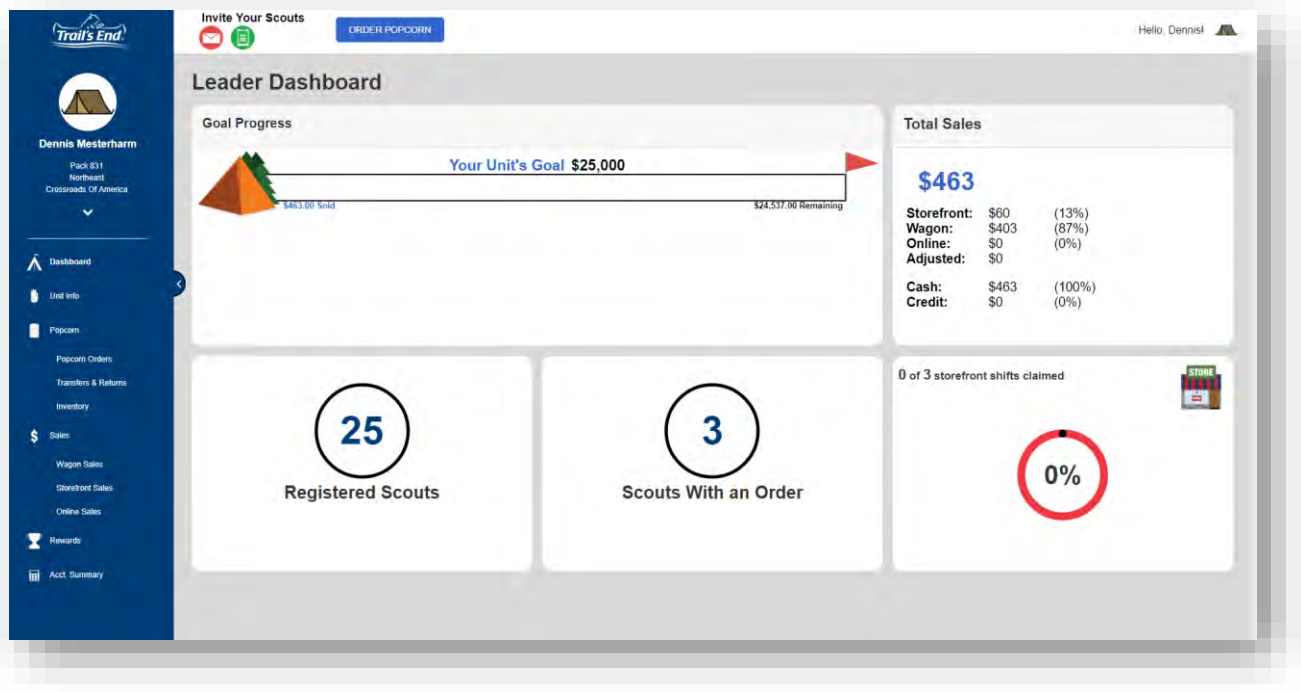 Trail's End
Dennis Mesterharm
Pack 831
Northeast
Crossroads Of America
Dashboard
Unit Info
Popcorn
Popcorn Orders
Transfers & Returns
Inventory
Sales
Wagon Sales
Storefront Sales
Online Sales
Rewards
Acct. Summary
Invite Your Scouts
ORDER POPCORN
Hello, Dennis!
Leader Dashboard
Goal Progress
Your Unit's Goal $25,000
$463.00 Sold $24,537.00 Remaining
Total Sales
$463
Storefront: $60 (13%)
Wagon: $403 (87%)
Online: $0 (0%)
Adjusted: $0
Cash: $463 (100%)
Credit: $0 (0%)
25
Registered Scouts
3
Scouts With an Order
0 of 3 storefront shifts claimed
STORE
0%